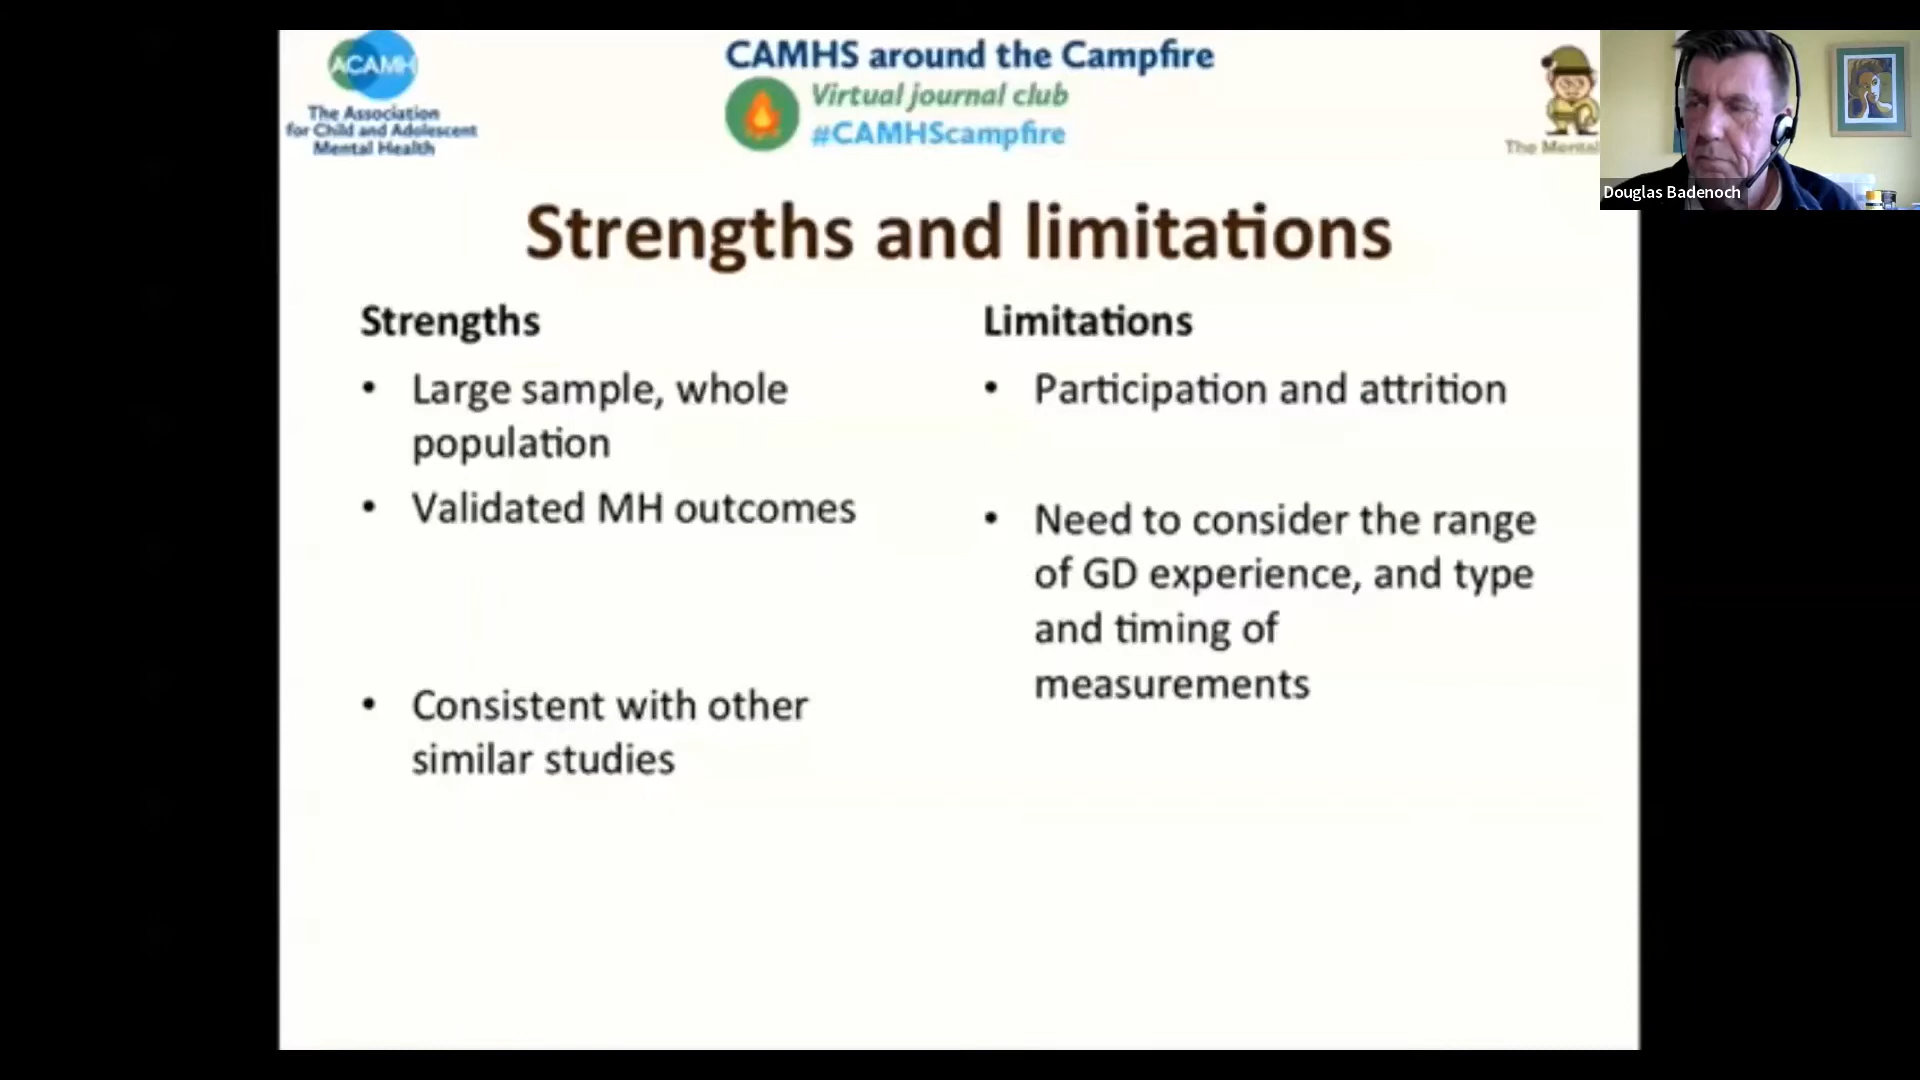 ACAMH
The Association
for Child and Adolescent
Mental Health
CAMHS around the Campfire
Virtual journal club
#CAMHScampfire
The Mental
Douglas Badenoch
Strengths and limitations
Strengths
• Large sample, whole
population
• Validated MH outcomes
• Consistent with other
similar studies
Limitations
• Participation and attrition
• Need to consider the range
of GD experience, and type
and timing of
measurements